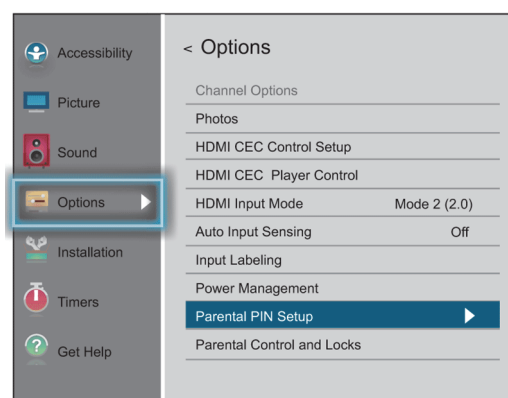 Accessibility
Picture
Sound
Options
Installation
Timers
Get Help
< Options
Channel Options
Photos
HDMI CEC Control Setup
HDMI CEC  Player Control
HDMI Input Mode Mode 2 (2.0)
Auto Input Sensing Off
Input Labeling
Power Management
Parental PIN Setup
Parental Control and Locks